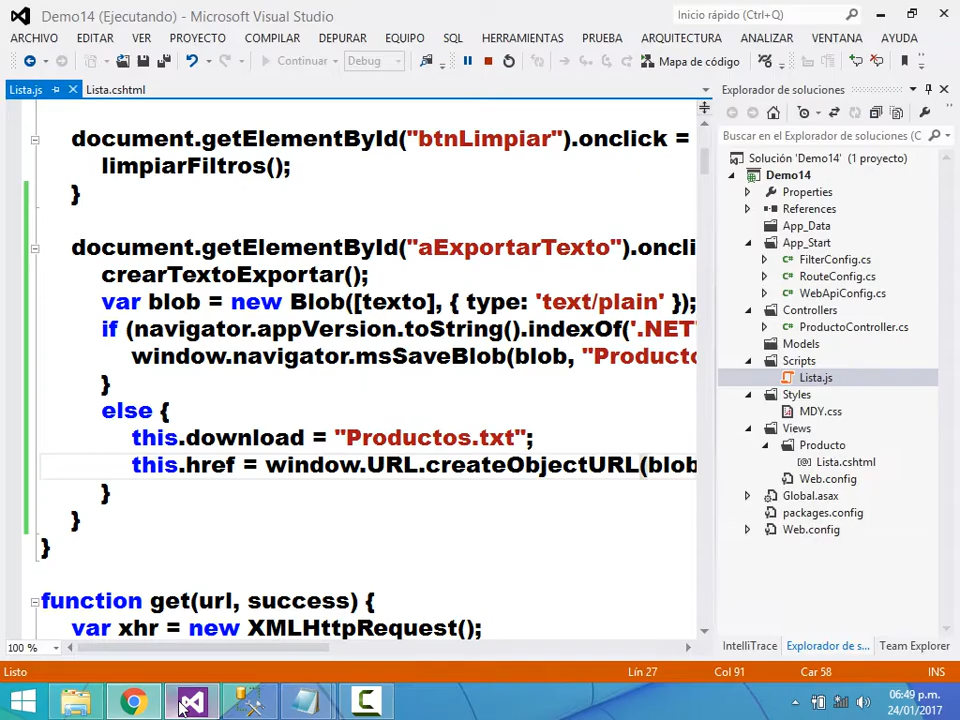 Demo14 (Ejecutando) - Microsoft Visual Studio
Inicio rápido (Ctrl+Q)
ARCHIVO EDITAR VER PROYECTO COMPILAR DEPURAR EQUIPO SQL HERRAMIENTAS PRUEBA ARQUITECTURA ANALIZAR VENTANA AYUDA
Continuar Debug Mapa de código
Lista.js List.cshtml
document.getElementById("btnLimpiar").onclick =
limpiarFiltros();
}
document.getElementById("aExportarTexto").oncli
crearTextoExportar();
var blob = new Blob([texto], { type: 'text/plain' });
if (navigator.appVersion.toString().indexOf('.NET'
window.navigator.msSaveBlob(blob, "Producto
}
else {
this.download = "Productos.txt";
this.href = window.URL.createObjectURL(blob
}
}
}
function get(url, success) {
var xhr = new XMLHttpRequest();
100 %
Explorador de soluciones
Buscar en el Explorador de soluciones (C
Solución 'Demo14' (1 proyecto)
Demo14
Properties
References
App_Data
App_Start
FilterConfig.cs
RouteConfig.cs
WebApiConfig.cs
Controllers
ProductoController.cs
Models
Scripts
Lista.js
Styles
MDY.css
Views
Producto
Lista.cshtml
Web.config
Global.asax
packages.config
Web.config
IntelliTrace Explorador de s... Team Explorer
Listo Lín 27 Col 91 Car 58 INS
06:49 p.m.
24/01/2017